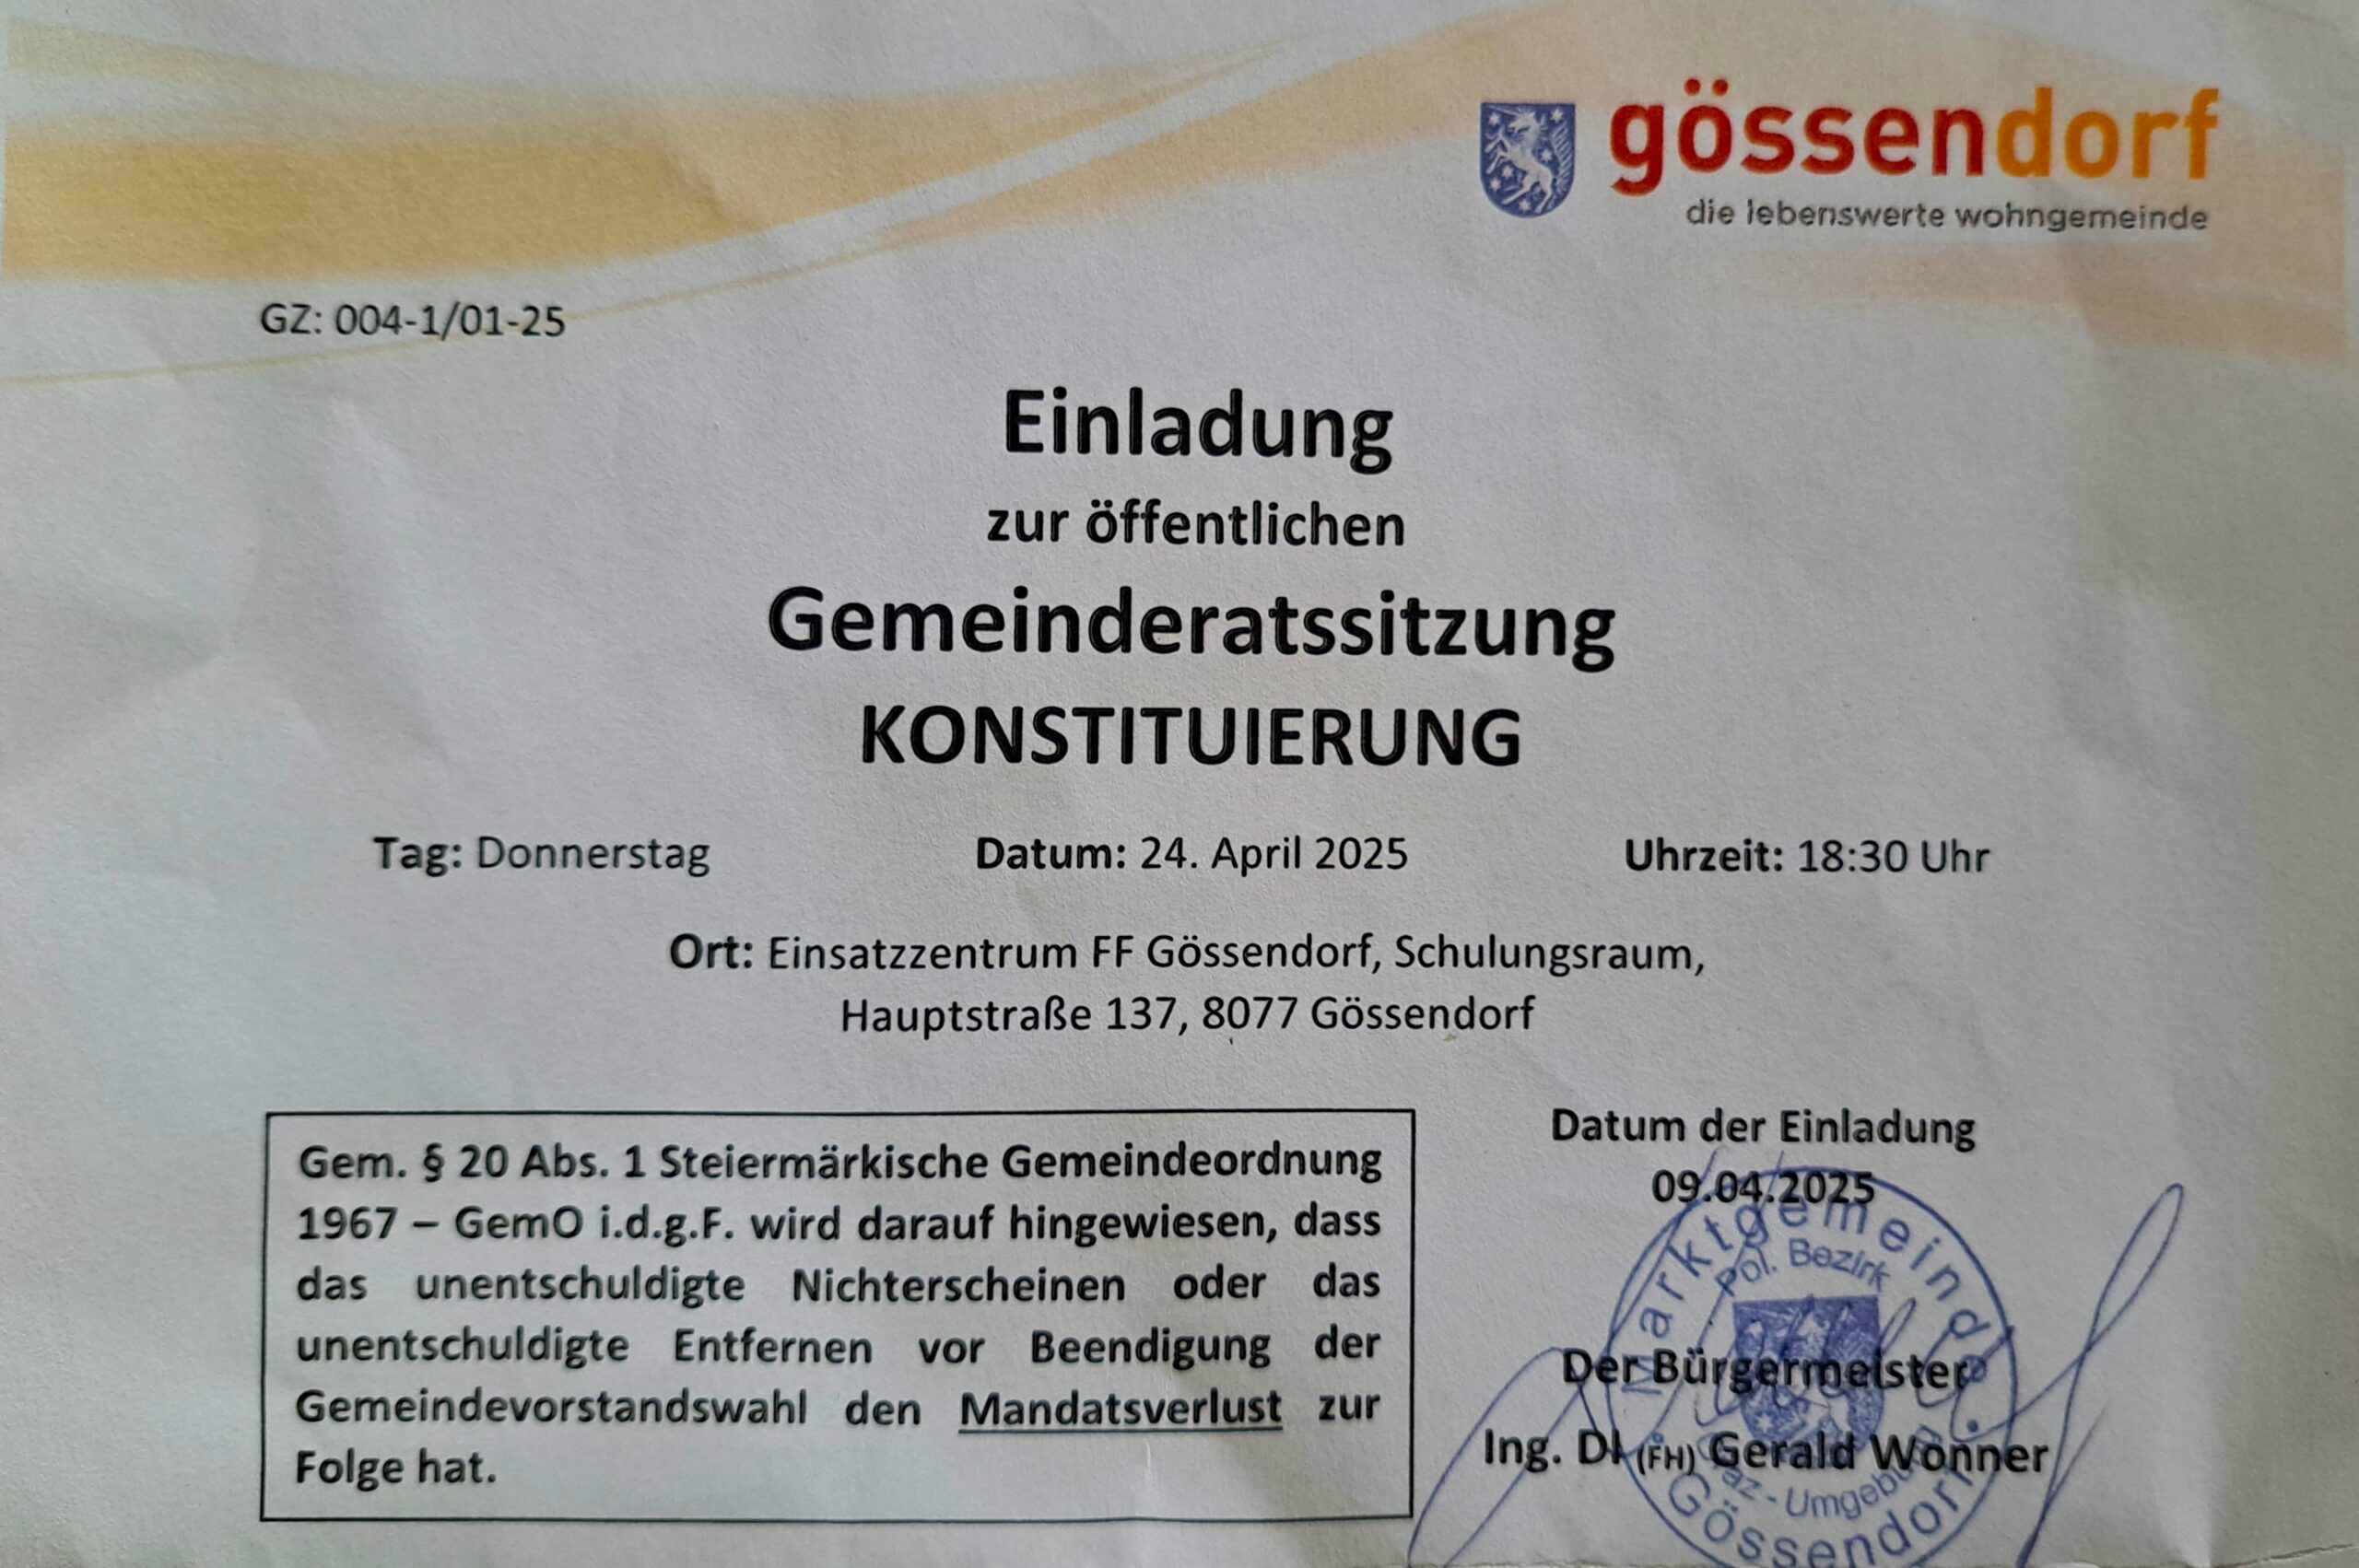 gössendorf
die lebenswerte wohngemeinde
GZ: 004-1/01-25
Einladung
zur öffentlichen
Gemeinderatssitzung
KONSTITUIERUNG
Tag: Donnerstag Datum: 24. April 2025 Uhrzeit: 18:30 Uhr
Ort: Einsatzzentrum FF Gössendorf, Schulungsraum,
Hauptstraße 137, 8077 Gössendorf
Gem. § 20 Abs. 1 Steiermärkische Gemeindeordnung
1967 – GemO i.d.g.F. wird darauf hingewiesen, dass
das unentschuldigte Nichterscheinen oder das
unentschuldigte Entfernen vor Beendigung der
Gemeindevorstandswahl den Mandatsverlust zur
Folge hat.
Datum der Einladung
09.04.2025
Der Bürgermeister
Ing. DI (FH) Gerald Wonner
Marktgemeinde
Pol. Bezirk
Graz-Umgebung
Gössendorf